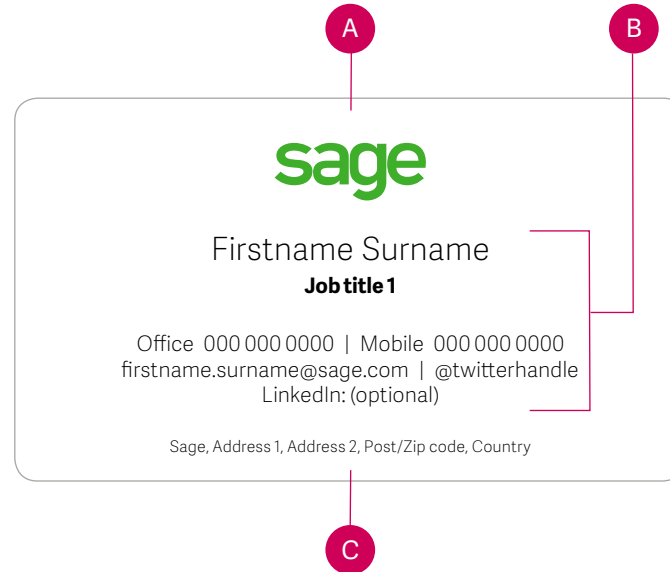 A B
sage
Firstname Surname
Job title 1
Office 000 000 0000 | Mobile 000 000 0000
firstname.surname@sage.com | @twitterhandle
LinkedIn: (optional)
Sage, Address 1, Address 2, Post/Zip code, Country
C